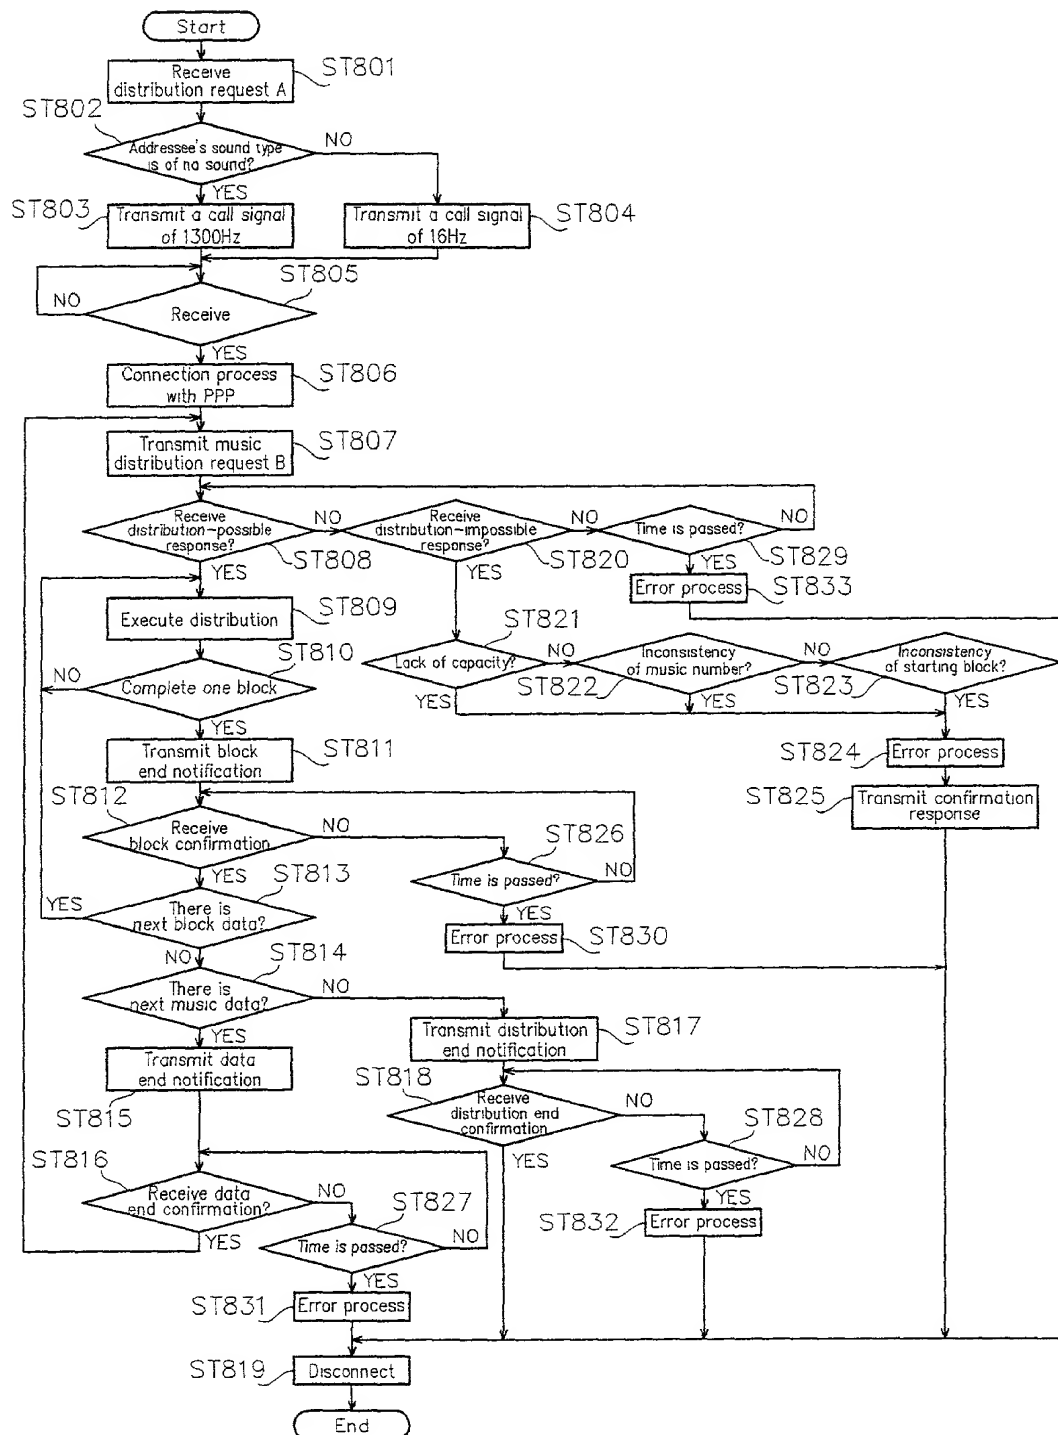 Start
Receive
distribution request A
ST801
ST802
Addressee's sound type
is of no sound?
NO
YES
ST803
Transmit a call signal
of 1300Hz
Transmit a call signal
of 16Hz
ST804
ST805
NO
Receive
YES
Connection process
with PPP
ST806
Transmit music
distribution request B
ST807
Receive
distribution-possible
response?
NO
ST808
YES
Receive
distribution-impossible
response?
NO
ST820
YES
Time is passed?
NO
ST829
YES
Error process
ST833
Execute distribution
ST809
ST810
NO
Complete one block
YES
ST821
Lack of capacity?
NO
YES
Inconsistency
of music number?
NO
ST822
YES
Inconsistency
of starting block?
ST823
YES
Transmit block
end notification
ST811
ST824
Error process
ST825
Transmit confirmation
response
ST812
Receive
block confirmation
NO
YES
ST826
Time is passed?
NO
YES
Error process
ST830
ST813
YES
There is
next block data?
NO
ST814
There is
next music data?
NO
YES
Transmit data
end notification
ST815
Transmit distribution
end notification
ST817
ST818
Receive
distribution end
confirmation
NO
YES
ST828
Time is passed?
NO
YES
ST832
Error process
ST816
Receive data
end confirmation?
NO
YES
ST827
Time is passed?
NO
YES
ST831
Error process
ST819
Disconnect
End